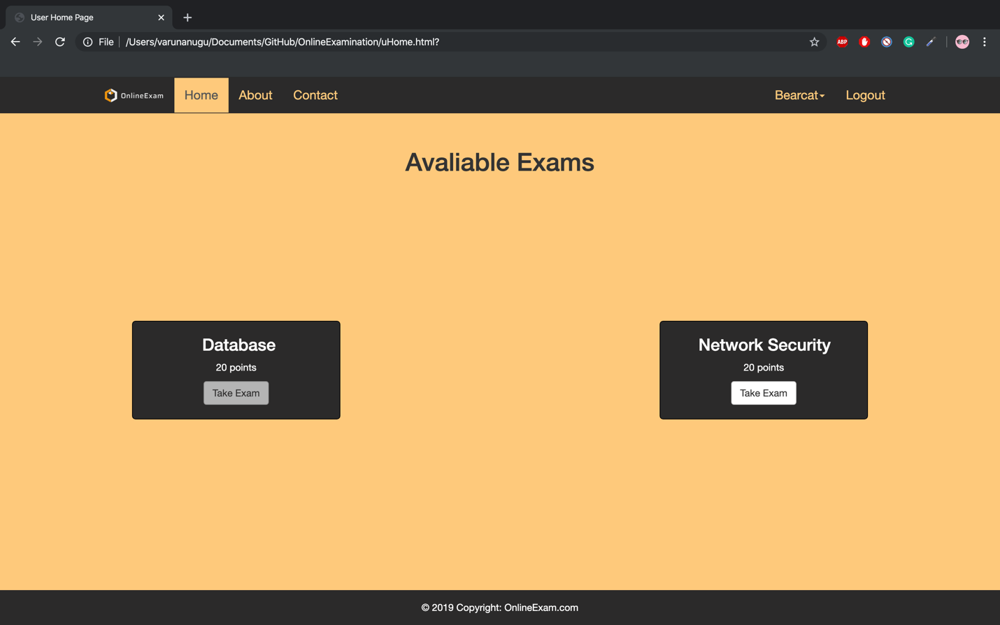 User Home Page
File /Users/varunanugu/Documents/GitHub/OnlineExamination/uHome.html?
ABP
OnlineExam Home About Contact Bearcat Logout
Avaliable Exams
Database
20 points
Take Exam
Network Security
20 points
Take Exam
© 2019 Copyright: OnlineExam.com